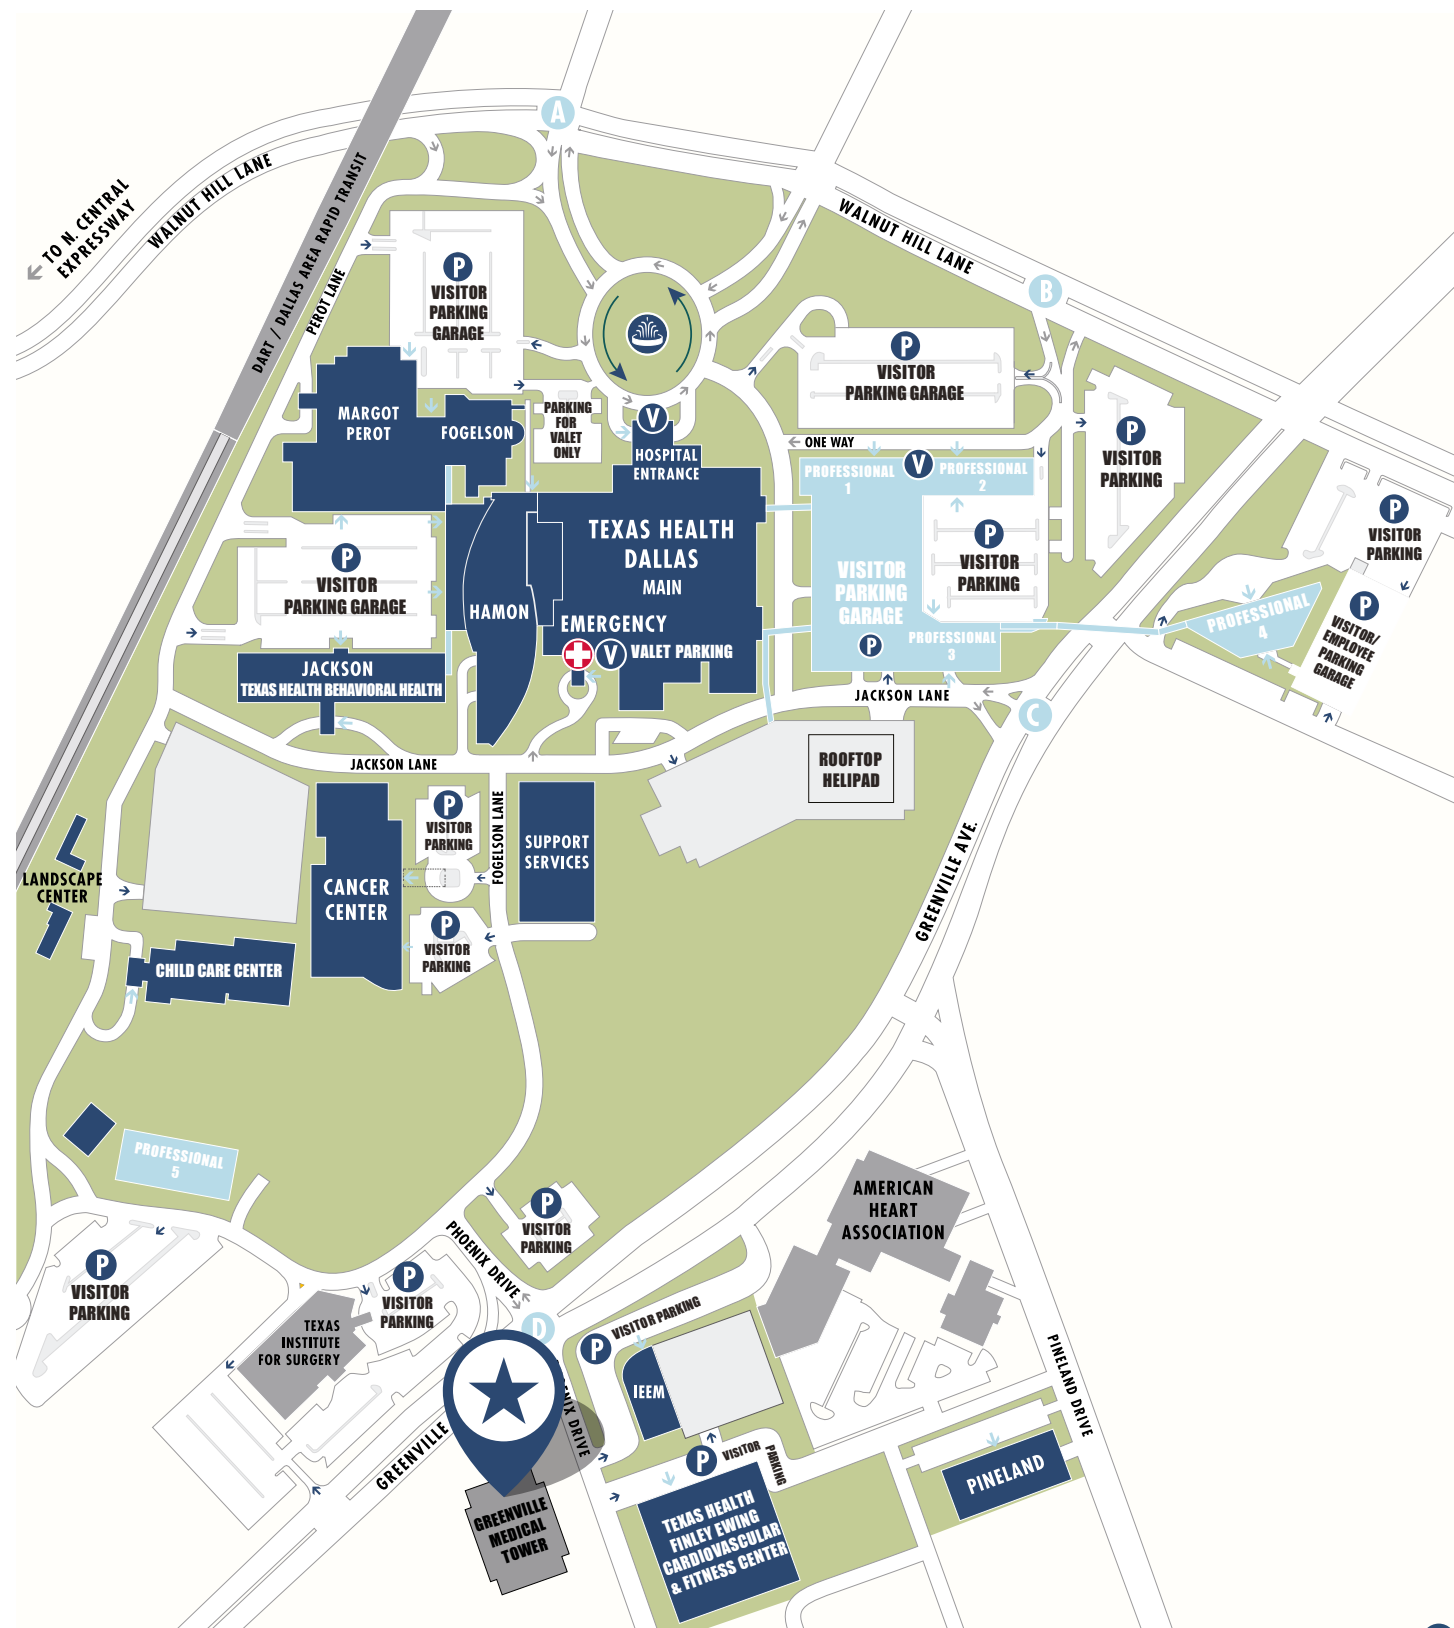 A
TO N. CENTRAL
EXPRESSWAY
WALNUT HILL LANE
DART / DALLAS AREA RAPID TRANSIT
PEROT LANE
WALNUT HILL LANE
B
P
VISITOR
PARKING
GARAGE
P
VISITOR
PARKING GARAGE
MARGOT
PEROT
FOGELSON
PARKING
FOR
VALET
ONLY
V
HOSPITAL
ENTRANCE
ONE WAY
PROFESSIONAL
1
V
PROFESSIONAL
2
P
VISITOR
PARKING
P
VISITOR
PARKING
TEXAS HEALTH
DALLAS
MAIN
P
VISITOR
PARKING GARAGE
HAMON
EMERGENCY
V
VALET PARKING
VISITOR
PARKING
GARAGE
P
P
VISITOR
PARKING
PROFESSIONAL
3
PROFESSIONAL
4
P
VISITOR/
EMPLOYEE
PARKING
GARAGE
JACKSON
TEXAS HEALTH BEHAVIORAL HEALTH
JACKSON LANE
C
JACKSON LANE
ROOFTOP
HELIPAD
P
VISITOR
PARKING
FOGELSON LANE
SUPPORT
SERVICES
GREENVILLE AVE.
LANDSCAPE
CENTER
CANCER
CENTER
P
VISITOR
PARKING
CHILD CARE CENTER
PROFESSIONAL
5
P
VISITOR
PARKING
AMERICAN
HEART
ASSOCIATION
PHOENIX DRIVE
P
VISITOR
PARKING
P
VISITOR
PARKING
TEXAS
INSTITUTE
FOR SURGERY
D
P
VISITOR PARKING
IEEM
PINELAND DRIVE
ENIX DRIVE
GREENVILLE
P
VISITOR
PARKING
PINELAND
GREENVILLE
MEDICAL
TOWER
TEXAS HEALTH
FINLEY EWING
CARDIOVASCULAR
& FITNESS CENTER